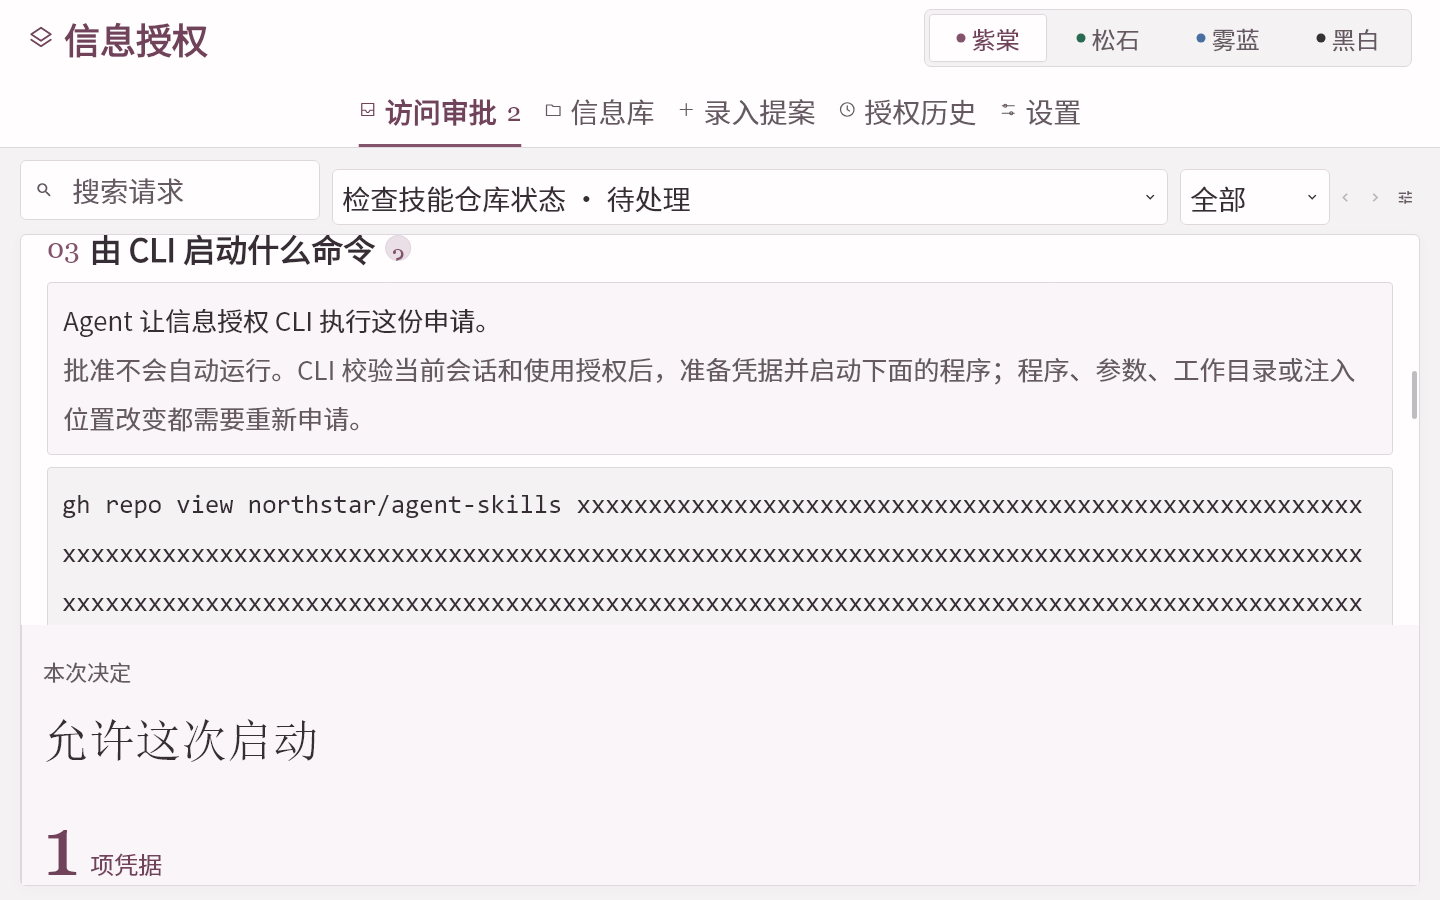 信息授权
紫棠
松石
雾蓝
黑白
访问审批 2
信息库
录入提案
授权历史
设置
搜索请求
检查技能仓库状态 · 待处理
全部
03 由 CLI 启动什么命令 ?
Agent 让信息授权 CLI 执行这份申请。
批准不会自动运行。CLI 校验当前会话和使用授权后，准备凭据并启动下面的程序；程序、参数、工作目录或注入
位置改变都需要重新申请。
gh repo view northstar/agent-skills xxxxxxxxxxxxxxxxxxxxxxxxxxxxxxxxxxxxxxxxxxxxxxxxxxxxxxx
xxxxxxxxxxxxxxxxxxxxxxxxxxxxxxxxxxxxxxxxxxxxxxxxxxxxxxxxxxxxxxxxxxxxxxxxxxxxxxxxxxxxxxxxxxx
xxxxxxxxxxxxxxxxxxxxxxxxxxxxxxxxxxxxxxxxxxxxxxxxxxxxxxxxxxxxxxxxxxxxxxxxxxxxxxxxxxxxxxxxxxx
本次决定
允许这次启动
1 项凭据